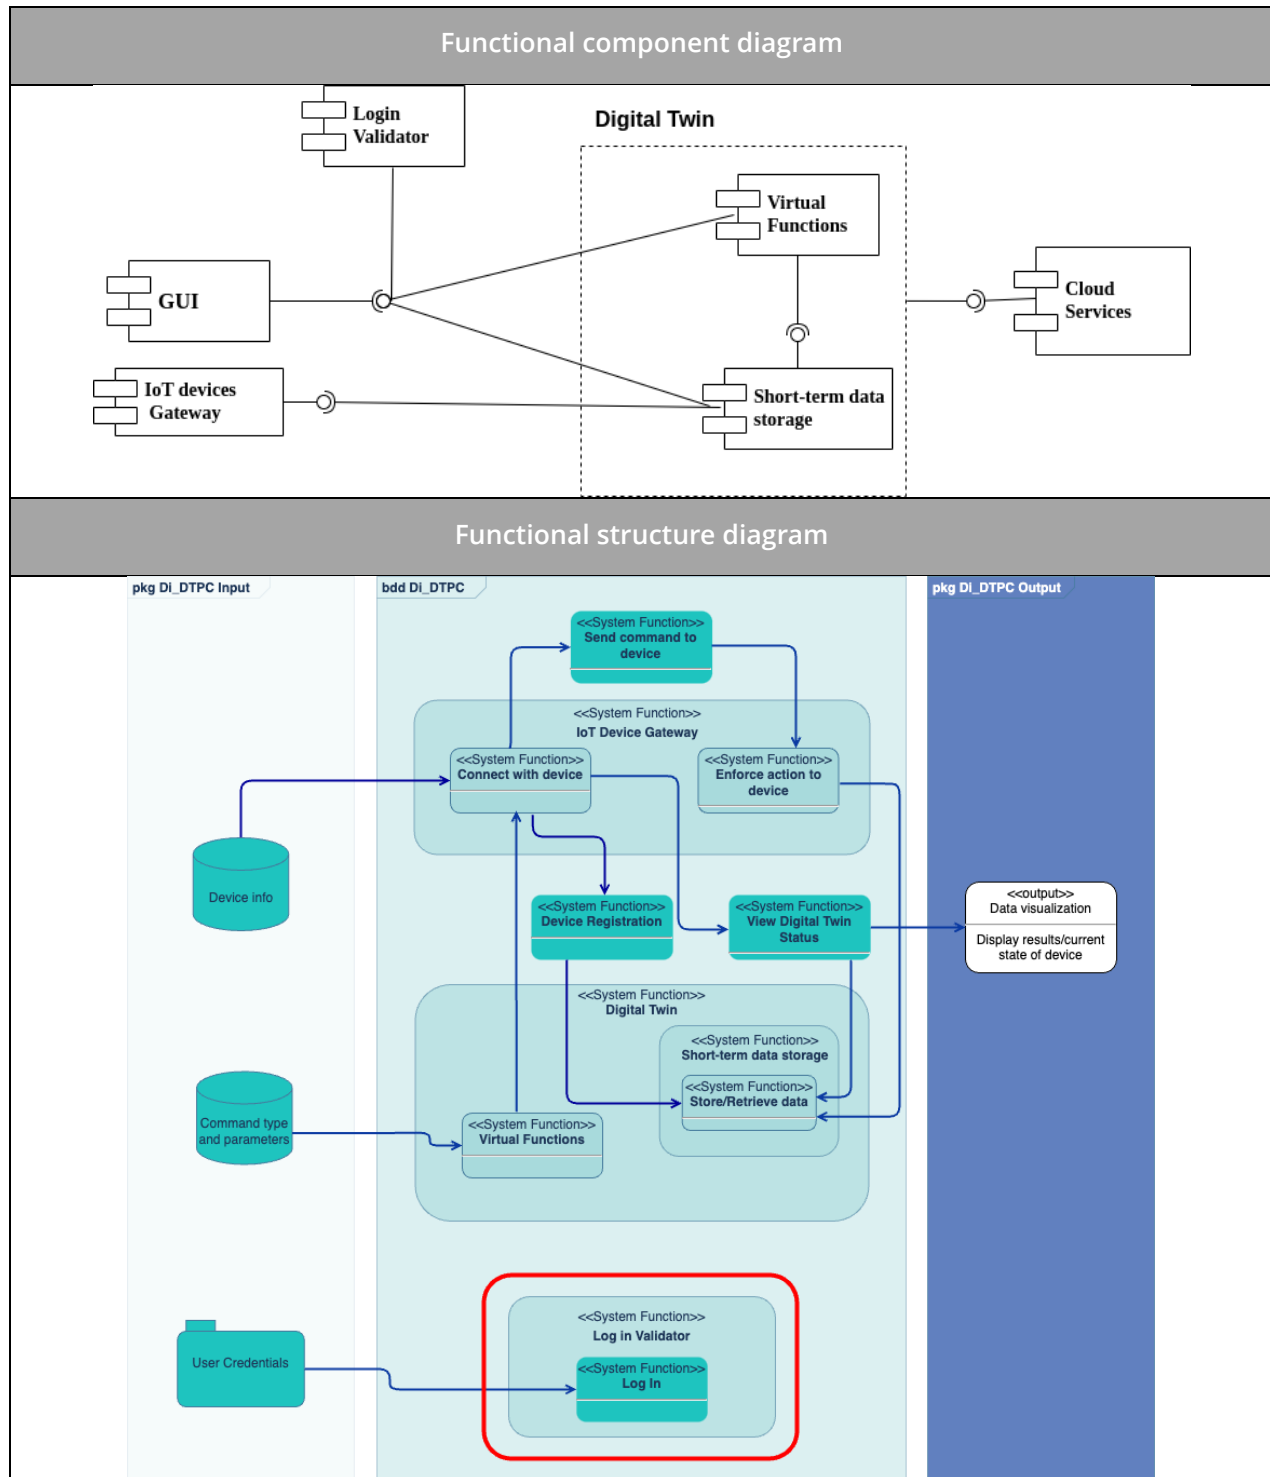 Functional component diagram
Login
Validator
Digital Twin
Virtual
Functions
GUI
Cloud
Services
IoT devices
Gateway
Short-term data
storage
Functional structure diagram
pkg Di_DTPC Input
bdd Di_DTPC
pkg Di_DTPC Output
<<System Function>>
Send command to
device
<<System Function>>
IoT Device Gateway
<<System Function>>
Connect with device
<<System Function>>
Enforce action to
device
Device info
<<System Function>>
Device Registration
<<System Function>>
View Digital Twin
Status
<<output>>
Data visualization
Display results/current
state of device
<<System Function>>
Digital Twin
<<System Function>>
Short-term data storage
<<System Function>>
Store/Retrieve data
Command type
and parameters
<<System Function>>
Virtual Functions
<<System Function>>
Log in Validator
User Credentials
<<System Function>>
Log In